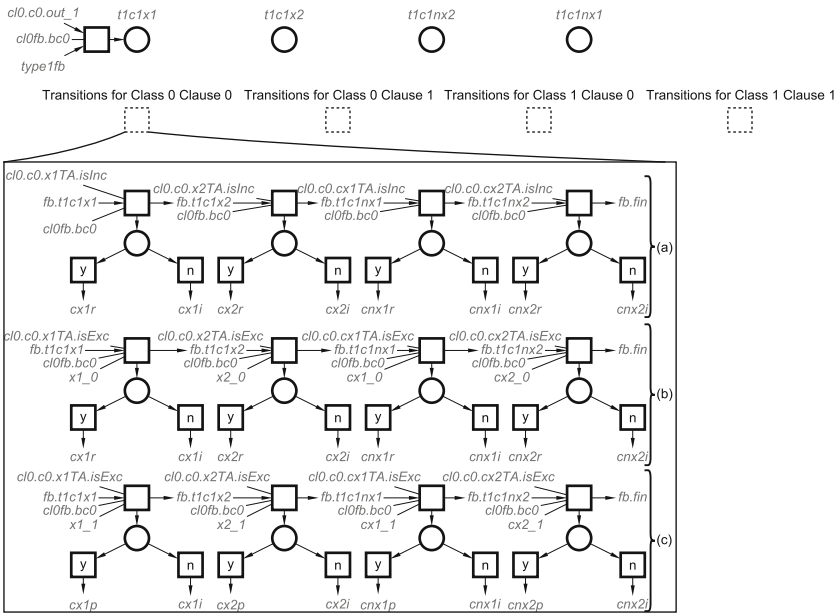 cl0.c0.out_1 t1c1x1 t1c1x2 t1c1nx2 t1c1nx1
cl0fb.bc0
type1fb
Transitions for Class 0 Clause 0 Transitions for Class 0 Clause 1 Transitions for Class 1 Clause 0 Transitions for Class 1 Clause 1
cl0.c0.x1TA.isInc
cl0.c0.x2TA.isInc cl0.c0.cx1TA.isInc cl0.c0.cx2TA.isInc
fb.t1c1x1 fb.t1c1x2 fb.t1c1nx1 fb.t1c1nx2 fb.fin
cl0fb.bc0 cl0fb.bc0 cl0fb.bc0
cl0fb.bc0
(a)
y n y n y n y n
cx1r cx1i cx2r cx2i cnx1r cnx1i cnx2r cnx2i
cl0.c0.x1TA.isExc cl0.c0.x2TA.isExc cl0.c0.cx1TA.isExc cl0.c0.cx2TA.isExc
fb.t1c1x1 fb.t1c1x2 fb.t1c1nx1 fb.t1c1nx2 fb.fin
cl0fb.bc0 cl0fb.bc0 cl0fb.bc0 cl0fb.bc0
x1_0 x2_0 cx1_0 cx2_0
(b)
y n y n y n y n
cx1r cx1i cx2r cx2i cnx1r cnx1i cnx2r cnx2i
cl0.c0.x1TA.isExc cl0.c0.x2TA.isExc cl0.c0.cx1TA.isExc cl0.c0.cx2TA.isExc
fb.t1c1x1 fb.t1c1x2 fb.t1c1nx1 fb.t1c1nx2 fb.fin
cl0fb.bc0 cl0fb.bc0 cl0fb.bc0 cl0fb.bc0
x1_1 x2_1 cx1_1 cx2_1
(c)
y n y n y n y n
cx1p cx1i cx2p cx2i cnx1p cnx1i cnx2p cnx2i